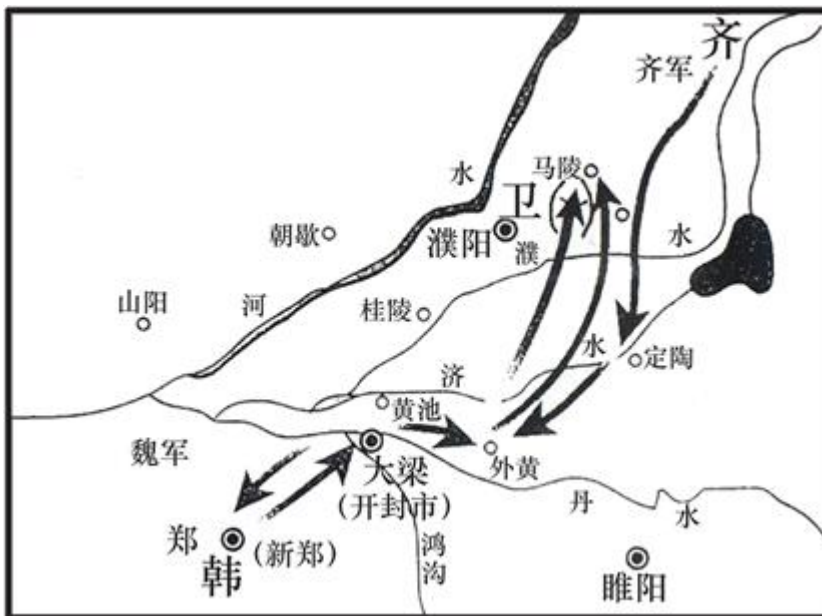 齐
齐军
马陵
水
卫
朝歇
濮阳
濮
水
河
山阳
桂陵
水
定陶
济
黄池
魏军
大梁
外黄
(开封市)
丹
水
郑
(新郑)
韩
鸿沟
睢阳